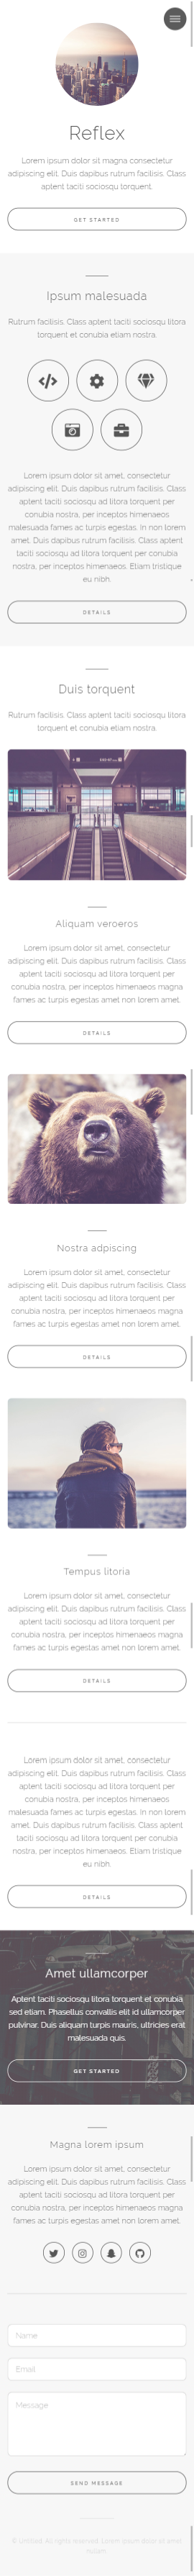 Reflex
Lorem ipsum dolor sit magna consectetur
adipiscing elit. Duis dapibus rutrum facilisis. Class
aptent taciti sociosqu torquent.
GET STARTED
Ipsum malesuada
Rutrum facilisis. Class aptent taciti sociosqu litora
torquent conubia etiam nostra.
Lorem ipsum dolor sit amet, consectetur
adipiscing elit. Duis dapibus rutrum facilisis. Class
aptent taciti sociosqu ad litora torquent per
conubia nostra, per inceptos himenaeos
malesuada fames ac turpis egestas. In non lorem
amet. Duis dapibus rutrum facilisis. Class aptent
taciti sociosqu ad litora torquent per conubia
nostra, per inceptos himenaeos. Etiam tristique
eu nibh.
DETAILS
Duis torquent
Rutrum facilisis. Class aptent taciti sociosqu litora
torquent conubia etiam nostra.
Aliquam veroeros
Lorem ipsum dolor sit amet, consectetur
adipiscing elit. Duis dapibus rutrum facilisis. Class
aptent taciti sociosqu ad litora torquent per
conubia nostra, per inceptos himenaeos magna
fames ac turpis egestas amet non lorem amet.
DETAILS
Nostra adipiscing
Lorem ipsum dolor sit amet, consectetur
adipiscing elit. Duis dapibus rutrum facilisis. Class
aptent taciti sociosqu ad litora torquent per
conubia nostra, per inceptos himenaeos magna
fames ac turpis egestas amet non lorem amet.
DETAILS
Tempus litoria
Lorem ipsum dolor sit amet, consectetur
adipiscing elit. Duis dapibus rutrum facilisis. Class
aptent taciti sociosqu ad litora torquent per
conubia nostra, per inceptos himenaeos magna
fames ac turpis egestas amet non lorem amet.
DETAILS
Lorem ipsum dolor sit amet, consectetur
adipiscing elit. Duis dapibus rutrum facilisis. Class
aptent taciti sociosqu ad litora torquent per
conubia nostra, per inceptos himenaeos
malesuada fames ac turpis egestas. In non lorem
amet. Duis dapibus rutrum facilisis. Class aptent
taciti sociosqu ad litora torquent per conubia
nostra, per inceptos himenaeos. Etiam tristique
eu nibh.
DETAILS
Amet ullamcorper
Aptent taciti sociosqu litora torquent et conubia
sed etiam. Phasellus convallis elit id ullamcorper
pulvinar. Duis aliquam turpis mauris, ultricies erat
malesuada quis.
GET STARTED
Magna lorem ipsum
Lorem ipsum dolor sit amet, consectetur
adipiscing elit. Duis dapibus rutrum facilisis. Class
aptent taciti sociosqu ad litora torquent per
conubia nostra, per inceptos himenaeos magna
fames ac turpis egestas amet non lorem amet.
Name
Email
Message
SEND MESSAGE
© Untitled. All rights reserved. Lorem ipsum dolor sit amet
nullam